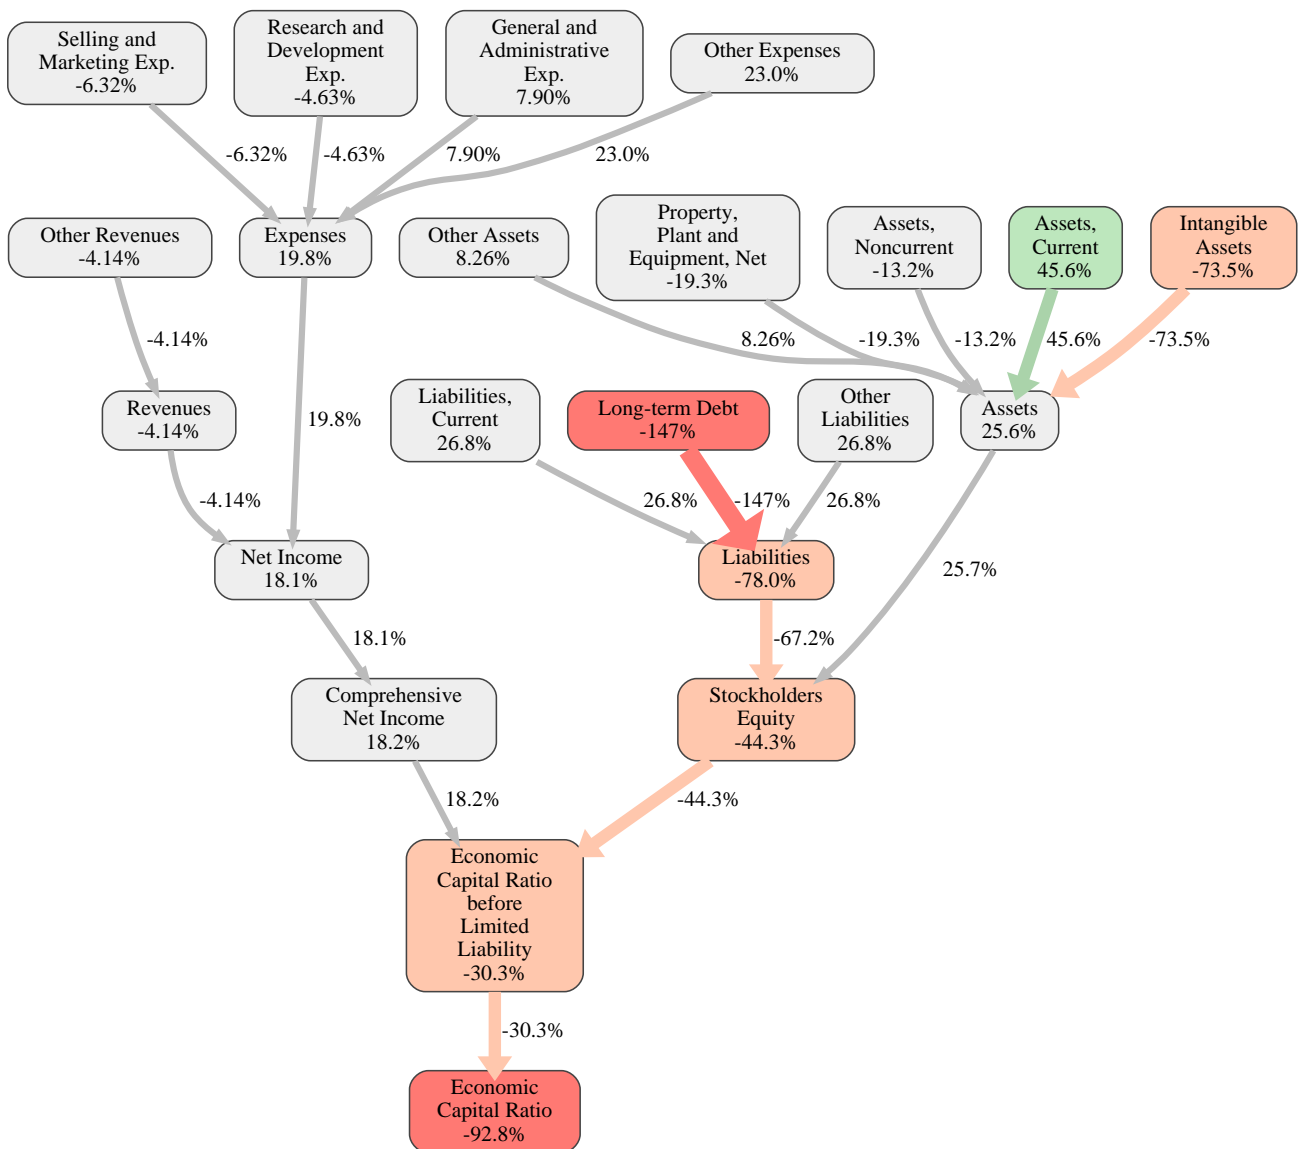 Selling and
Marketing Exp.
-6.32%
Research and
Development
Exp.
-4.63%
General and
Administrative
Exp.
7.90%
Other Expenses
23.0%
-6.32%
-4.63%
7.90%
23.0%
Other Revenues
-4.14%
Expenses
19.8%
Other Assets
8.26%
Property,
Plant and
Equipment, Net
-19.3%
Assets,
Noncurrent
-13.2%
Assets,
Current
45.6%
Intangible
Assets
-73.5%
-4.14%
8.26%
-19.3%
-13.2%
45.6%
-73.5%
Revenues
-4.14%
19.8%
Liabilities,
Current
26.8%
Long-term Debt
-147%
Other
Liabilities
26.8%
Assets
25.6%
-4.14%
26.8%
-147%
26.8%
Net Income
18.1%
Liabilities
-78.0%
25.7%
18.1%
-67.2%
Comprehensive
Net Income
18.2%
Stockholders
Equity
-44.3%
18.2%
-44.3%
Economic
Capital Ratio
before
Limited
Liability
-30.3%
-30.3%
Economic
Capital Ratio
-92.8%